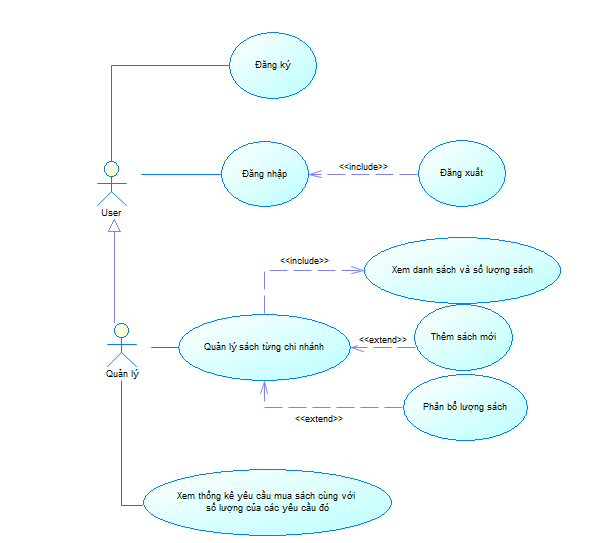 Đăng ký
Đăng nhập
<<include>>
Đăng xuất
User
<<include>>
Xem danh sách và số lượng sách
Quản lý sách từng chi nhánh
<<extend>>
Thêm sách mới
Quản lý
<<extend>>
Phân bổ lượng sách
Xem thống kê yêu cầu mua sách cùng với
số lượng của các yêu cầu đó